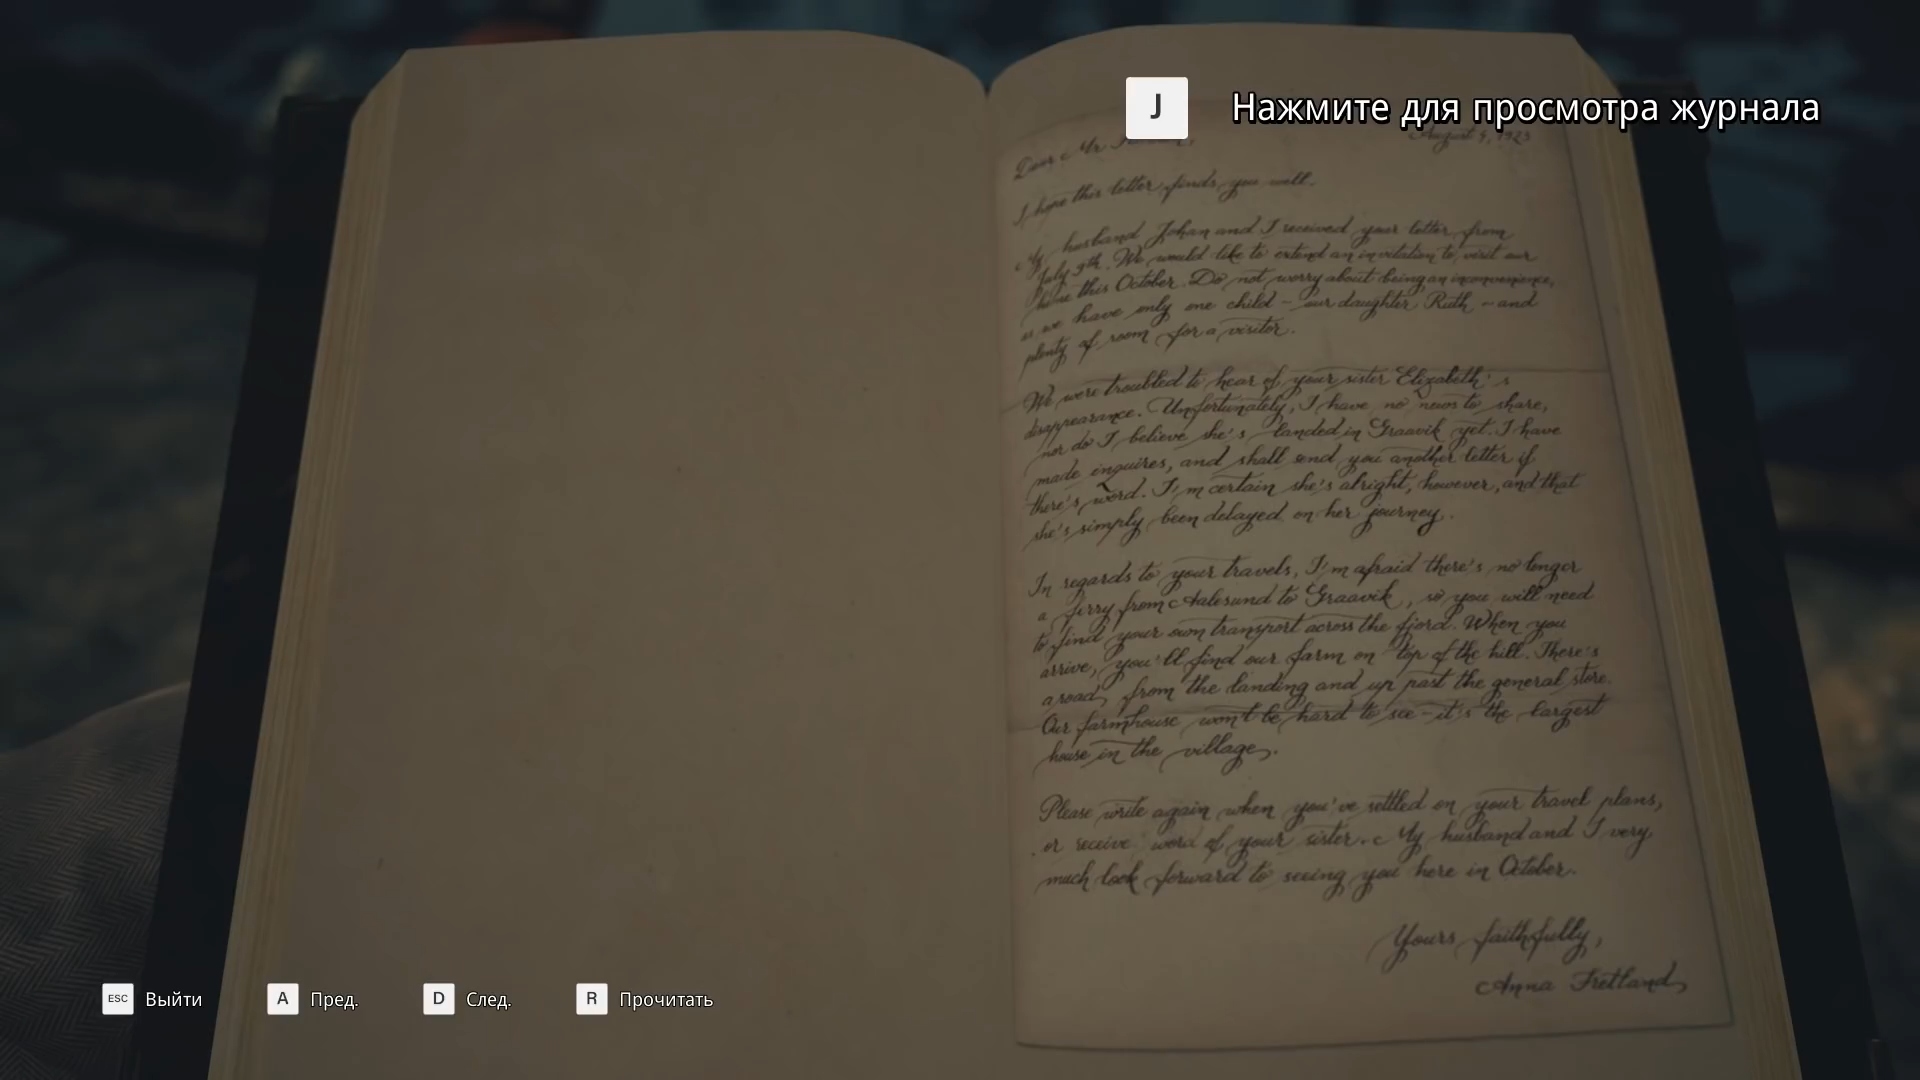 J Нажмите для просмотра журнала
August 9, 1923
Dear Mr.
I hope this letter finds you well.
My husband Johan and I received your letter from
July 9th. We would like to extend an invitation to visit our
home this October. Do not worry about being an inconvenience,
as we have only one child - our daughter Ruth - and
plenty of room for a visitor.
We were troubled to hear of your sister Elizabeth's
disappearance. Unfortunately, I have no news to share,
nor do I believe she's landed in Graavik yet. I have
made inquires, and shall send you another letter if
there's word. I'm certain she's alright, however, and that
she's simply been delayed on her journey.
In regards to your travels, I'm afraid there's no longer
a ferry from Aalesund to Graavik, so you will need
to find your own transport across the fjord. When you
arrive, you'll find our farm on top of the hill. There's
a road from the landing and up past the general store.
Our farmhouse won't be hard to see - it's the largest
house in the village.
Please write again when you've settled on your travel plans,
or receive word of your sister. My husband and I very
much look forward to seeing you here in October.
Yours faithfully,
Anna Fretland
ESC Выйти A Пред. D След. R Прочитать